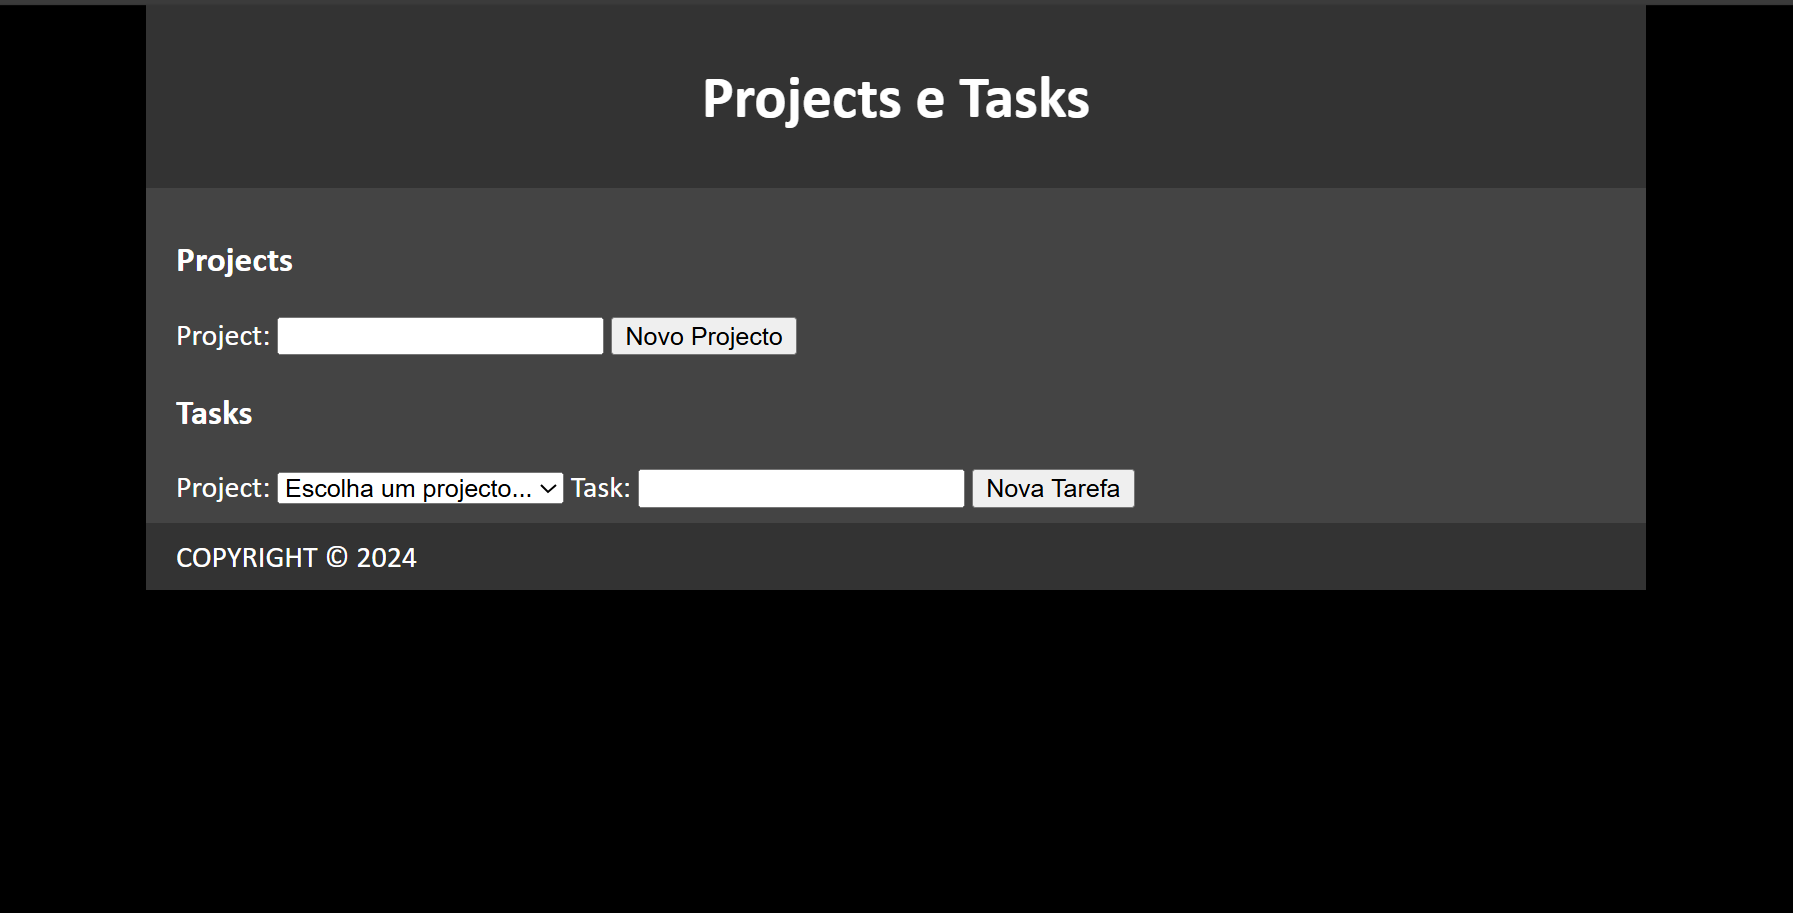 Projects e Tasks
Projects
Project: Novo Projecto
Tasks
Project: Escolha um projecto... Task: Nova Tarefa
COPYRIGHT © 2024